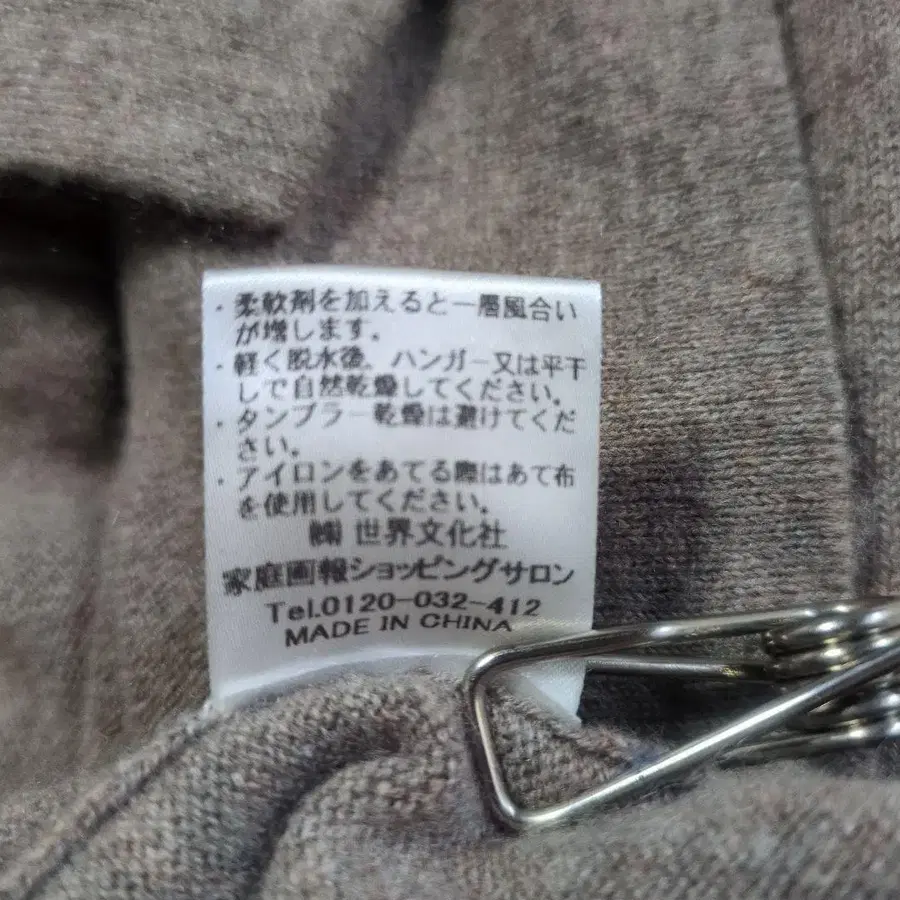 ・柔軟剤を加えると一層風合い
が増します。
・軽く脱水後、ハンガー又は平干
しで自然乾燥してください。
・タンブラー乾燥は避けてくだ
さい。
・アイロンをあてる際はあて布
を使用してください。
㈱ 世界文化社
家庭画報ショッピングサロン
Tel.0120-032-412
MADE IN CHINA